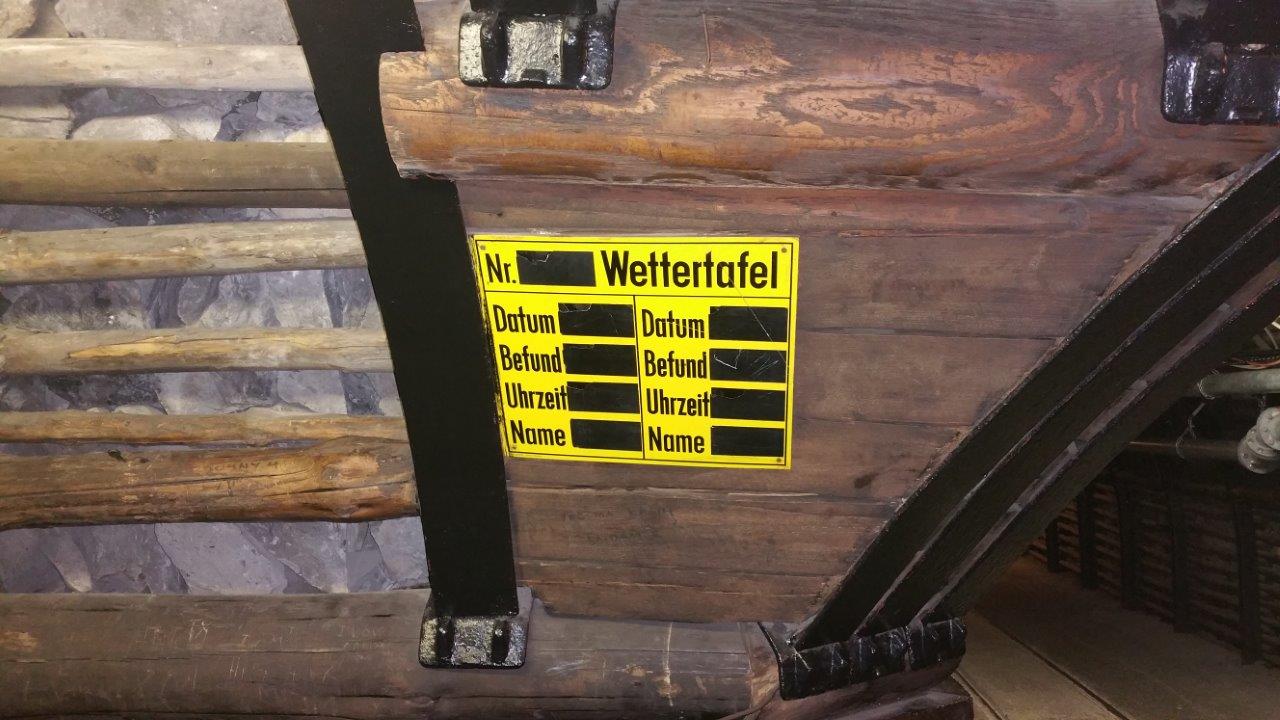 Nr. Wettertafel
Datum Datum
Befund Befund
Uhrzeit Uhrzeit
Name Name